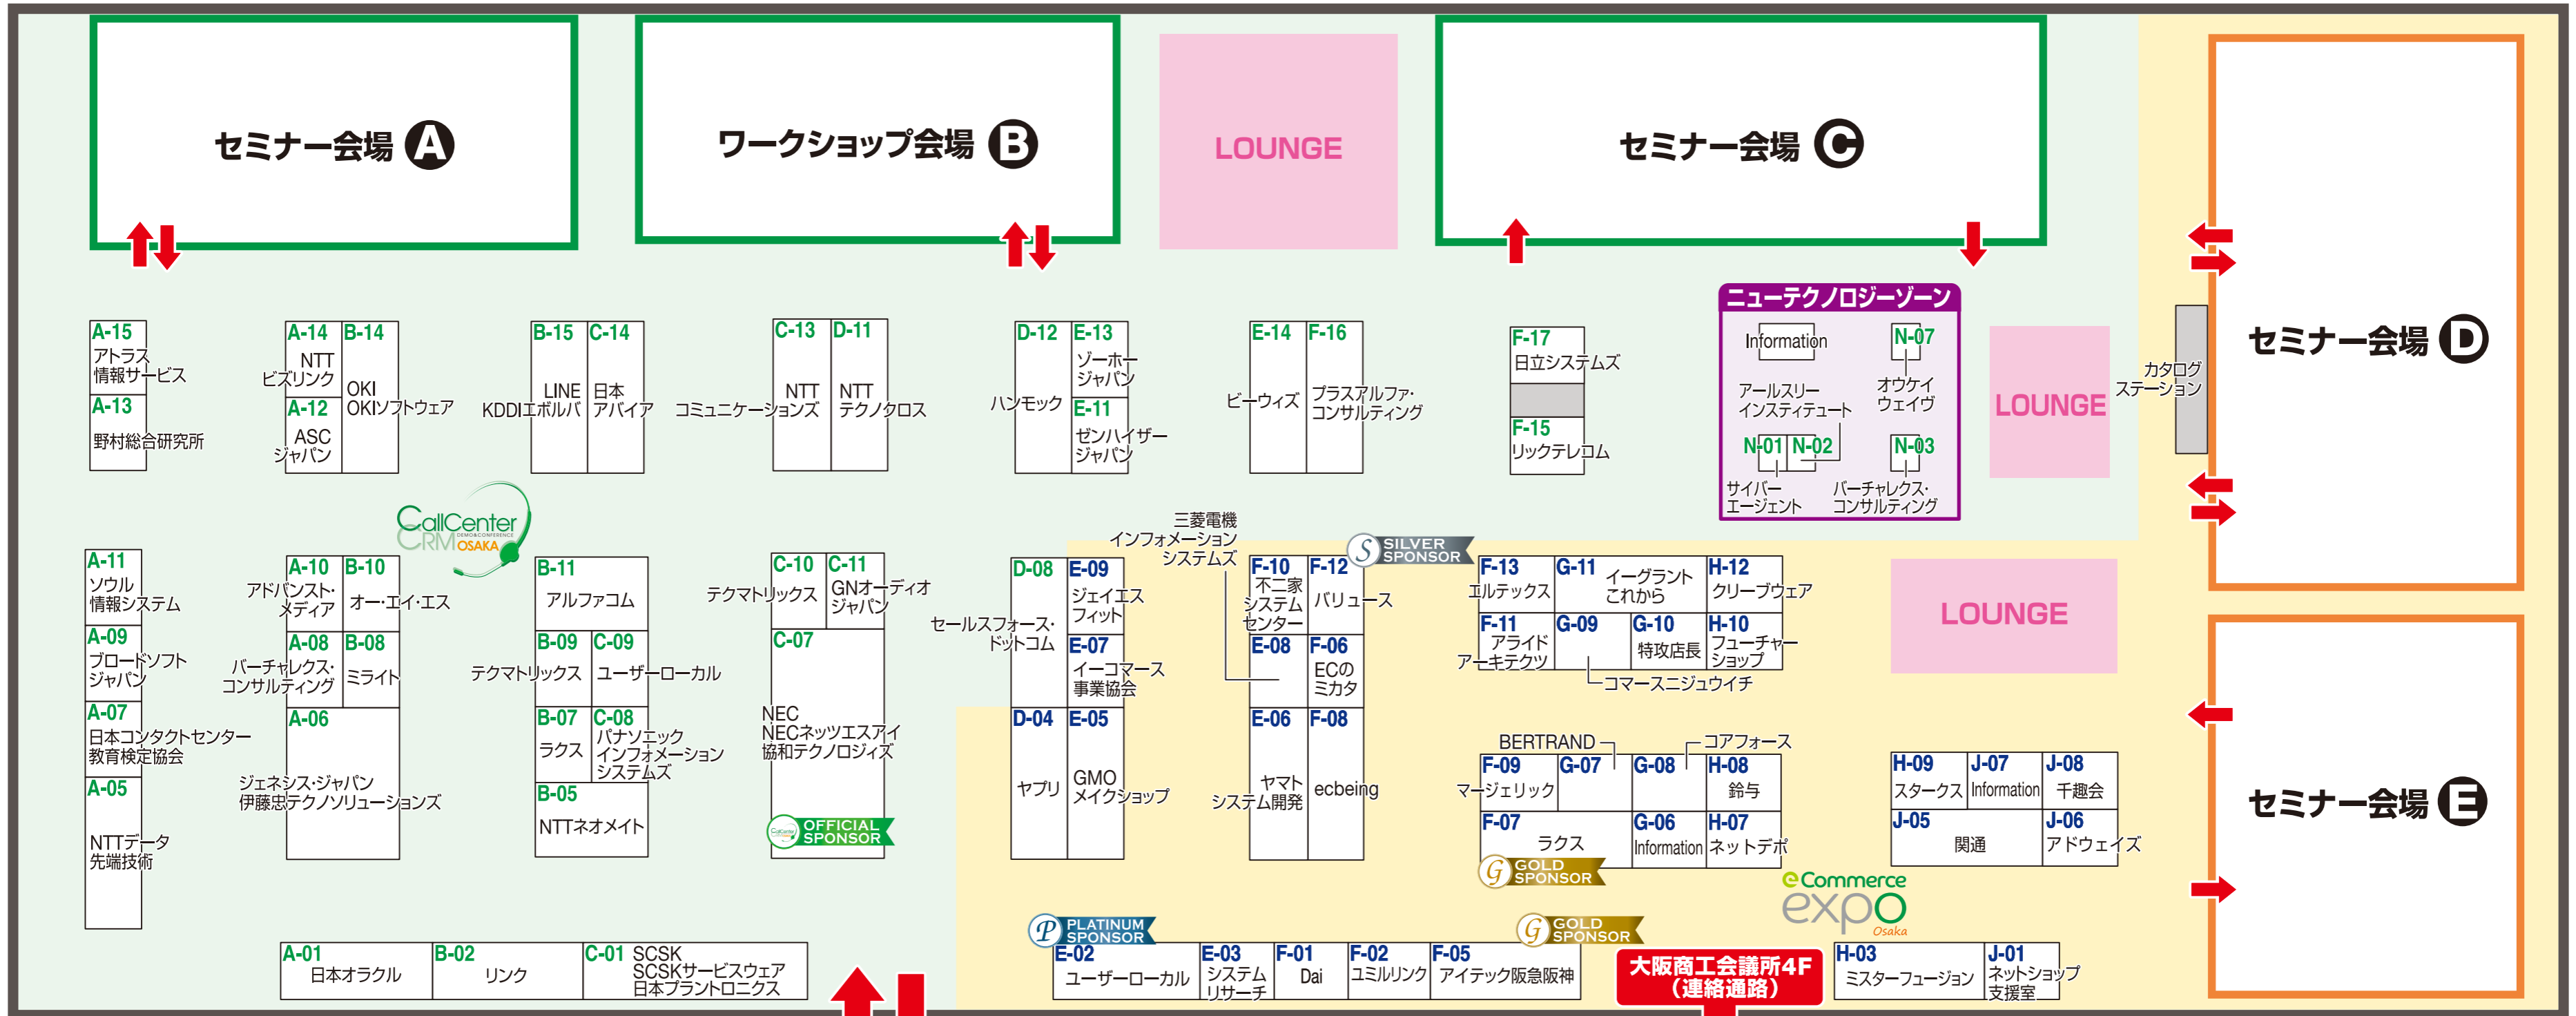 セミナー会場 A
ワークショップ会場 B
LOUNGE
セミナー会場 C
セミナー会場 D
カタログ
ステーション
A-15
アトラス
情報サービス
A-13
野村総合研究所
A-14
NTT
ビズリンク
A-12
ASC
ジャパン
B-14
OKI
OKIソフトウェア
B-15
LINE
KDDIエボルバ
C-14
日本
アバイア
C-13
NTT
コミュニケーションズ
D-11
NTT
テクノクロス
D-12
ハンモック
E-13
ゾーホー
ジャパン
E-11
ゼンハイザー
ジャパン
E-14
ビーウィズ
F-16
プラスアルファ・
コンサルティング
F-17
日立システムズ
F-15
リックテレコム
ニューテクノロジーゾーン
Information
N-07
オウケイ
ウェイヴ
アールスリー
インスティテュート
N-01
N-02
サイバー
エージェント
N-03
バーチャレクス・
コンサルティング
LOUNGE
CallCenter
DEMO&CONFERENCE
CRM OSAKA
A-11
ソウル
情報システム
A-09
ブロードソフト
ジャパン
A-07
日本コンタクトセンター
教育検定協会
A-05
NTTデータ
先端技術
A-10
アドバンスト・
メディア
B-10
オー・エイ・エス
A-08
バーチャレクス・
コンサルティング
B-08
ミライト
A-06
ジェネシス・ジャパン
伊藤忠テクノソリューションズ
B-11
アルファコム
B-09
テクマトリックス
C-09
ユーザーローカル
B-07
ラクス
C-08
パナソニック
インフォメーション
システムズ
B-05
NTTネオメイト
C-10
テクマトリックス
C-11
GNオーディオ
ジャパン
C-07
NEC
NECネッツエスアイ
協和テクノロジィズ
CallCenter
OFFICIAL
SPONSOR
D-08
セールスフォース・
ドットコム
E-09
ジェイエス
フィット
E-07
イーコマース
事業協会
D-04
ヤプリ
E-05
GMO
メイクショップ
三菱電機
インフォメーション
システムズ
F-10
不二家
システム
センター
F-12
バリュース
S SILVER
SPONSOR
E-08
F-06
ECの
ミカタ
E-06
ヤマト
システム開発
F-08
ecbeing
F-13
エルテックス
G-11
イーグラント
これから
H-12
クリーブウェア
F-11
アライド
アーキテクツ
G-09
コマースニジュウイチ
G-10
特攻店長
H-10
フューチャー
ショップ
LOUNGE
BERTRAND
コアフォース
F-09
マージェリック
G-07
G-08
H-08
鈴与
F-07
ラクス
G GOLD
SPONSOR
G-06
Information
H-07
ネットデポ
H-09
スタークス
J-07
Information
J-08
千趣会
J-05
関通
J-06
アドウェイズ
セミナー会場 E
eCommerce
expo
Osaka
A-01
日本オラクル
B-02
リンク
C-01
SCSK
SCSKサービスウェア
日本プラントロニクス
P PLATINUM
SPONSOR
E-02
ユーザーローカル
E-03
システム
リサーチ
F-01
Dai
F-02
ユミルリンク
G GOLD
SPONSOR
F-05
アイテック阪急阪神
大阪商工会議所4F
（連絡通路）
H-03
ミスターフュージョン
J-01
ネットショップ
支援室